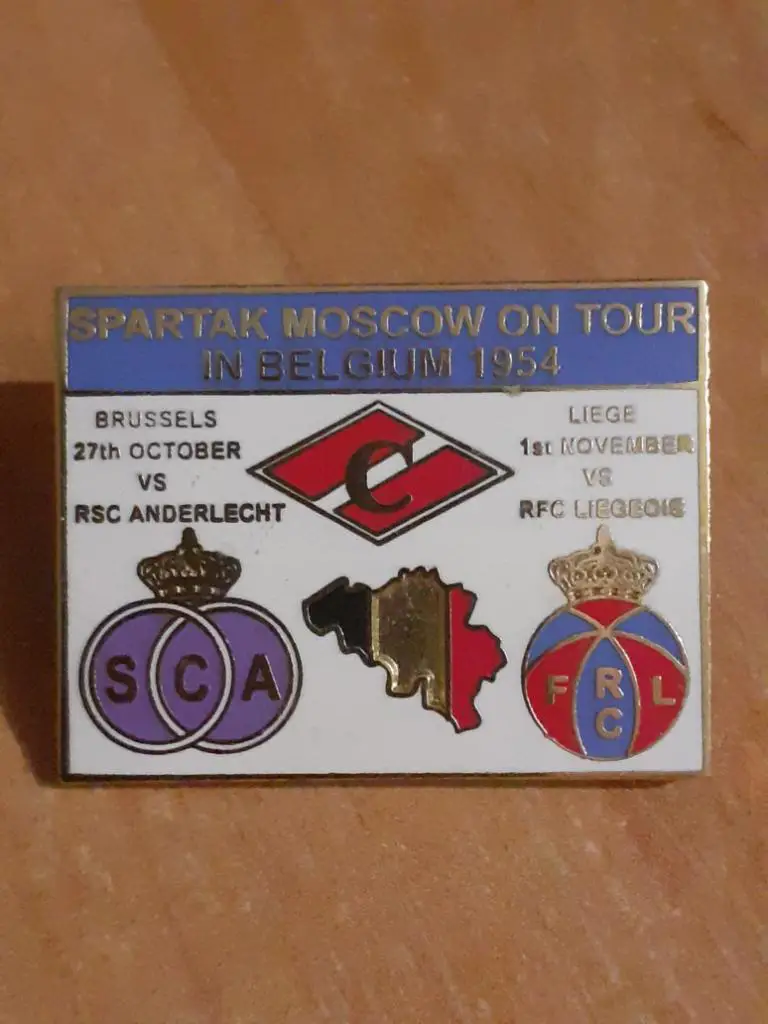 SPARTAK MOSCOW ON TOUR
IN BELGIUM 1954
BRUSSELS
27th OCTOBER
VS
RSC ANDERLECHT
C
LIEGE
1st NOVEMBER
VS
RFC LIEGEOIS
S C A
F R L
C